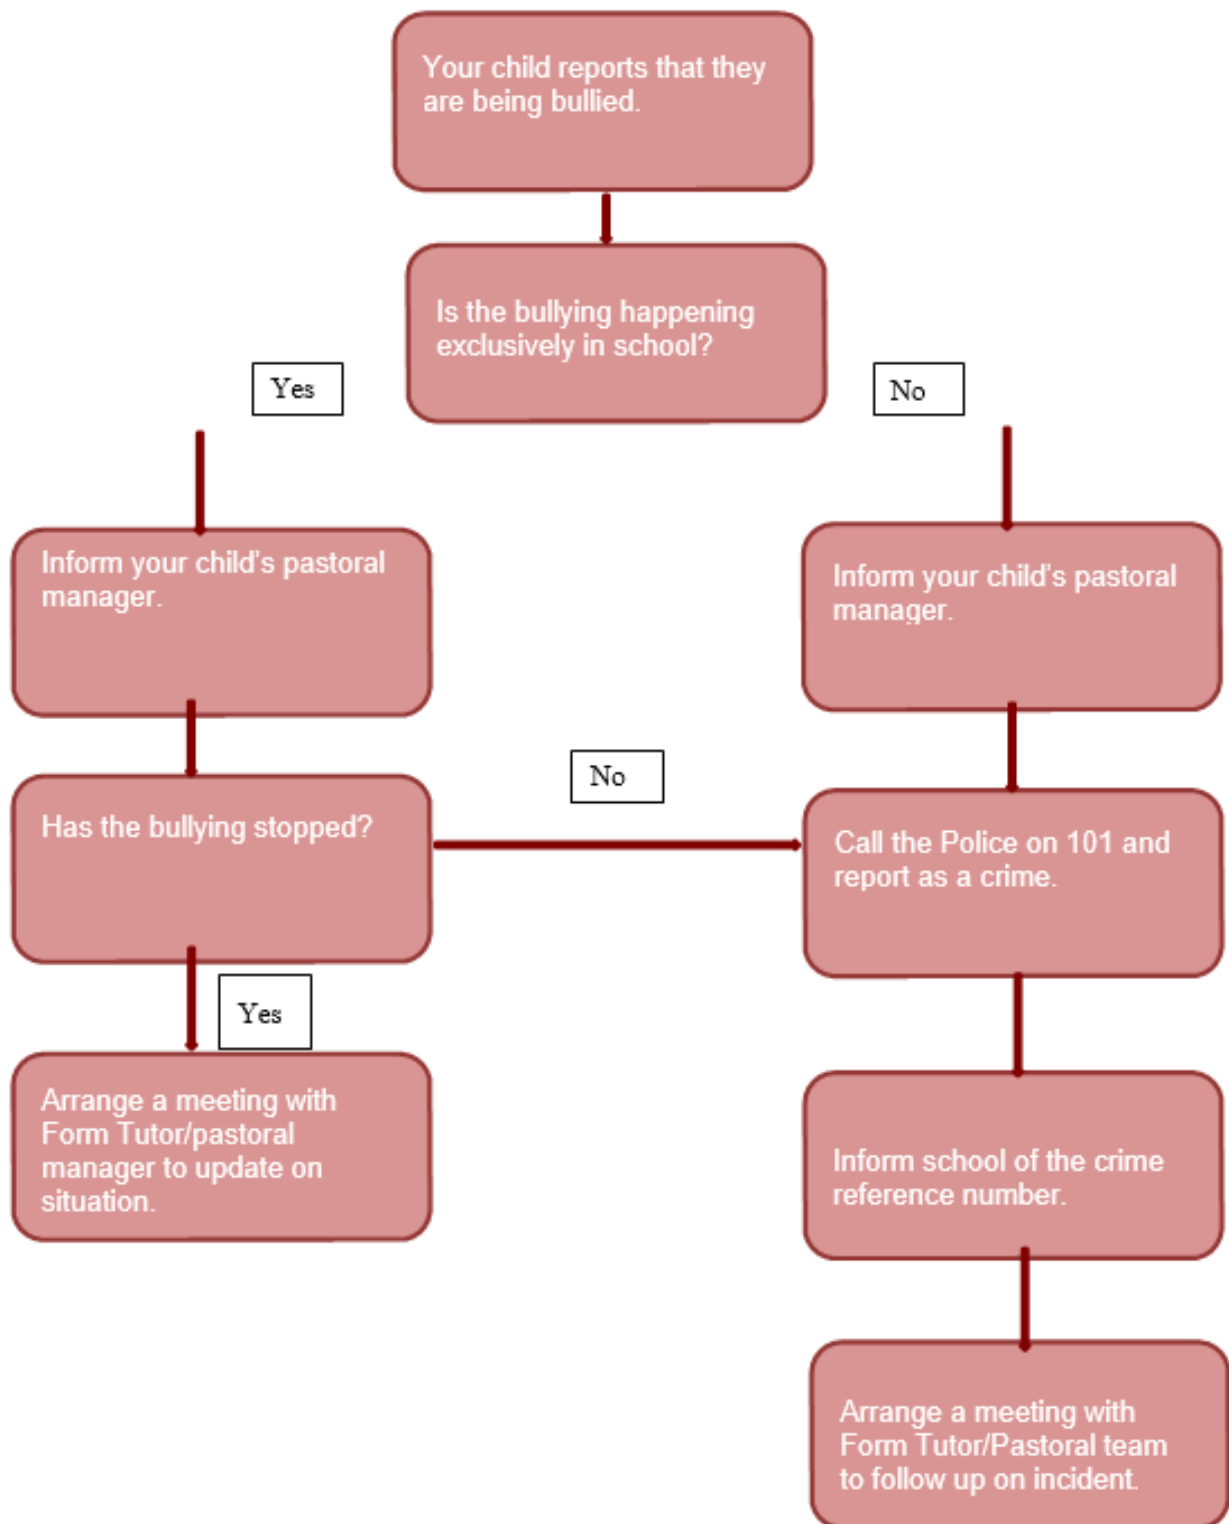 Your child reports that they
are being bullied.
Is the bullying happening
exclusively in school?
Yes
No
Inform your child's pastoral
manager.
Inform your child's pastoral
manager.
Has the bullying stopped?
No
Call the Police on 101 and
report as a crime.
Yes
Arrange a meeting with
Form Tutor/pastoral
manager to update on
situation.
Inform school of the crime
reference number.
Arrange a meeting with
Form Tutor/Pastoral team
to follow up on incident.